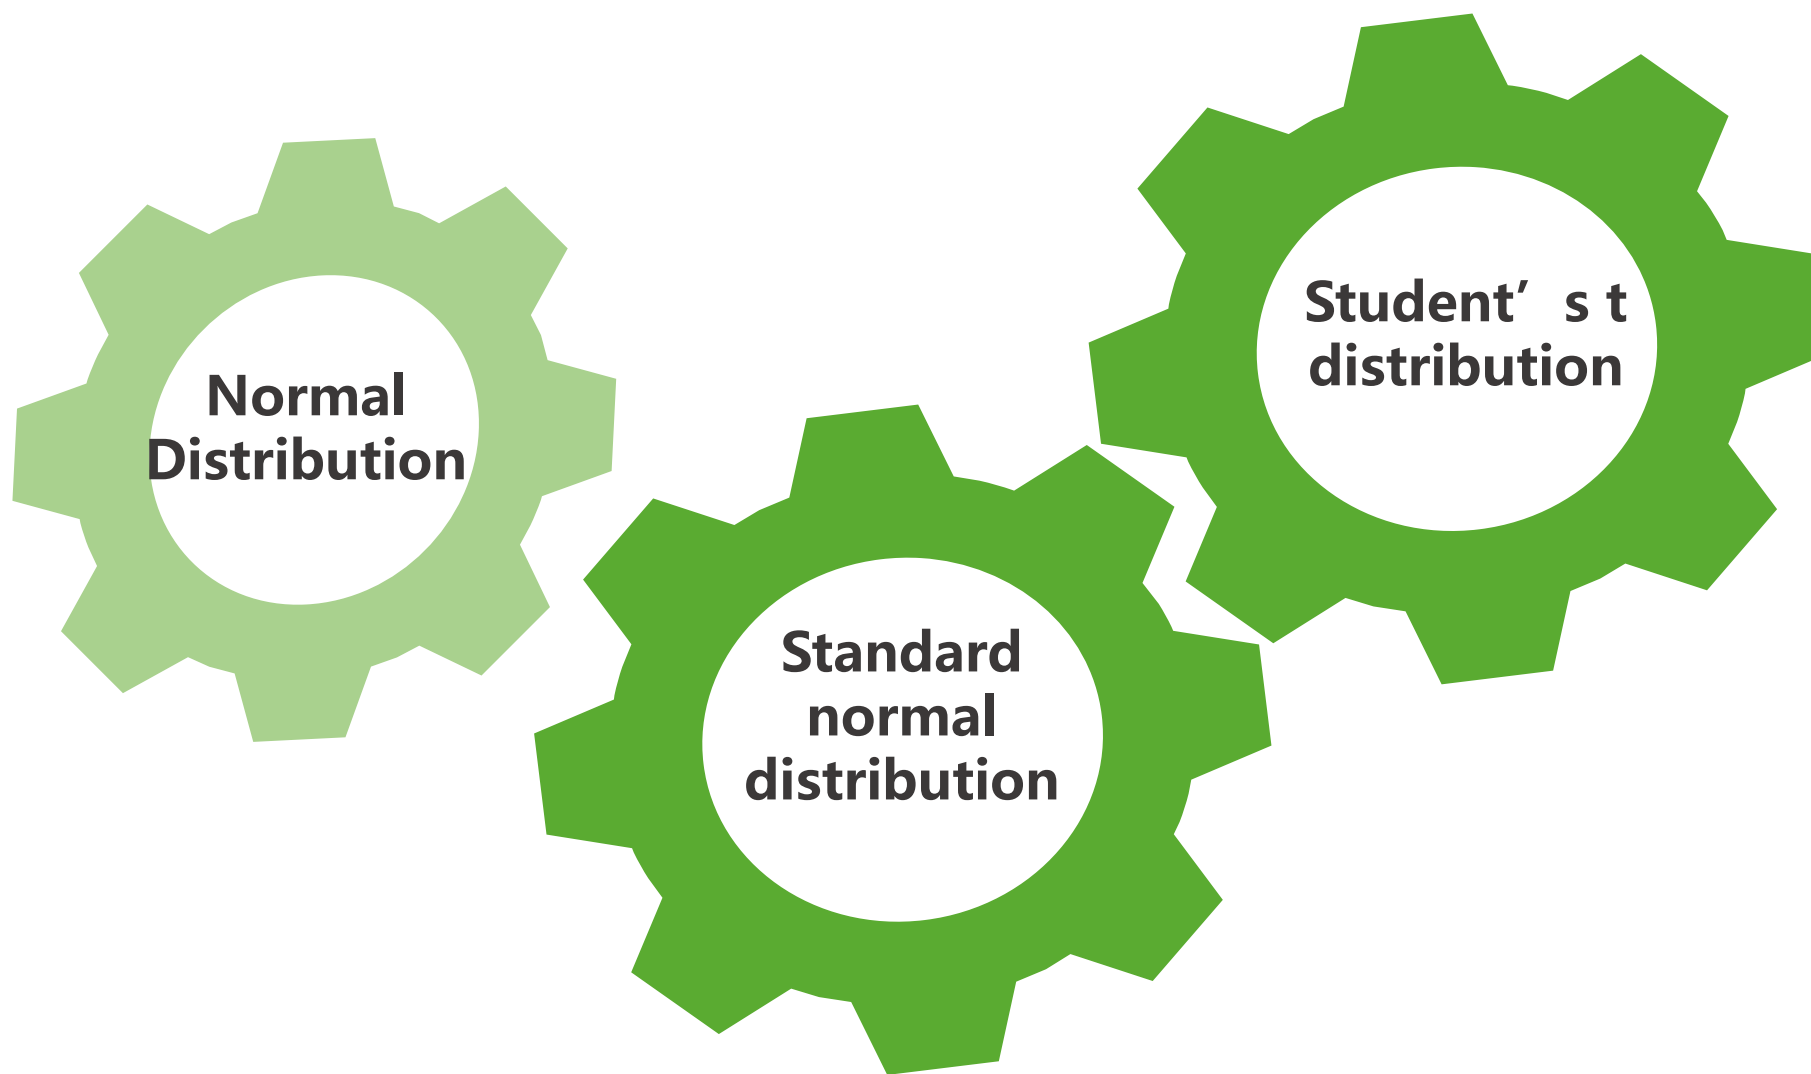 Normal
Distribution
Standard
normal
distribution
Student’ s t
distribution